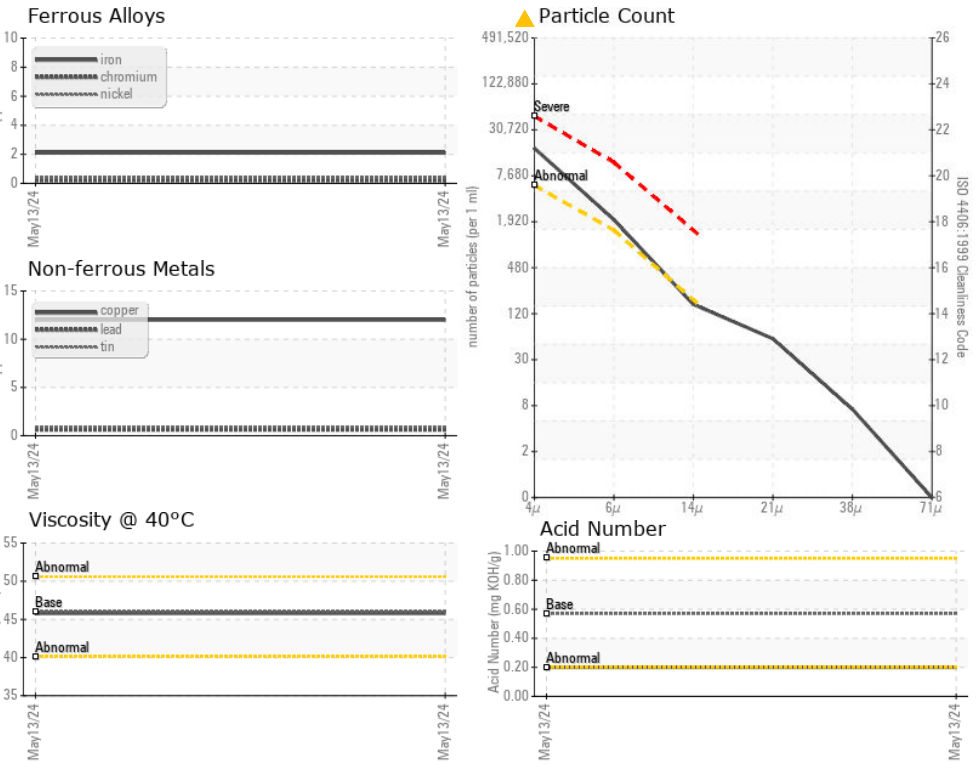 Ferrous Alloys
10
8
6
4
2
0
iron
chromium
nickel
May13/24
May13/24
Non-ferrous Metals
15
10
5
0
copper
lead
tin
May13/24
May13/24
Viscosity @ 40°C
55
50
45
40
35
Abnormal
Base
Abnormal
May13/24
May13/24
Particle Count
number of particles (per 1 ml)
491,520
122,880
30,720
7,680
1,920
480
120
30
8
2
0
Severe
Abnormal
4µ
6µ
14µ
21µ
38µ
71µ
26
24
22
20
18
16
14
12
10
8
6
ISO 4406:1999 Cleanliness Code
Acid Number
Acid Number (mg KOH/g)
1.00
0.80
0.60
0.40
0.20
0.00
Abnormal
Base
Abnormal
May13/24
May13/24